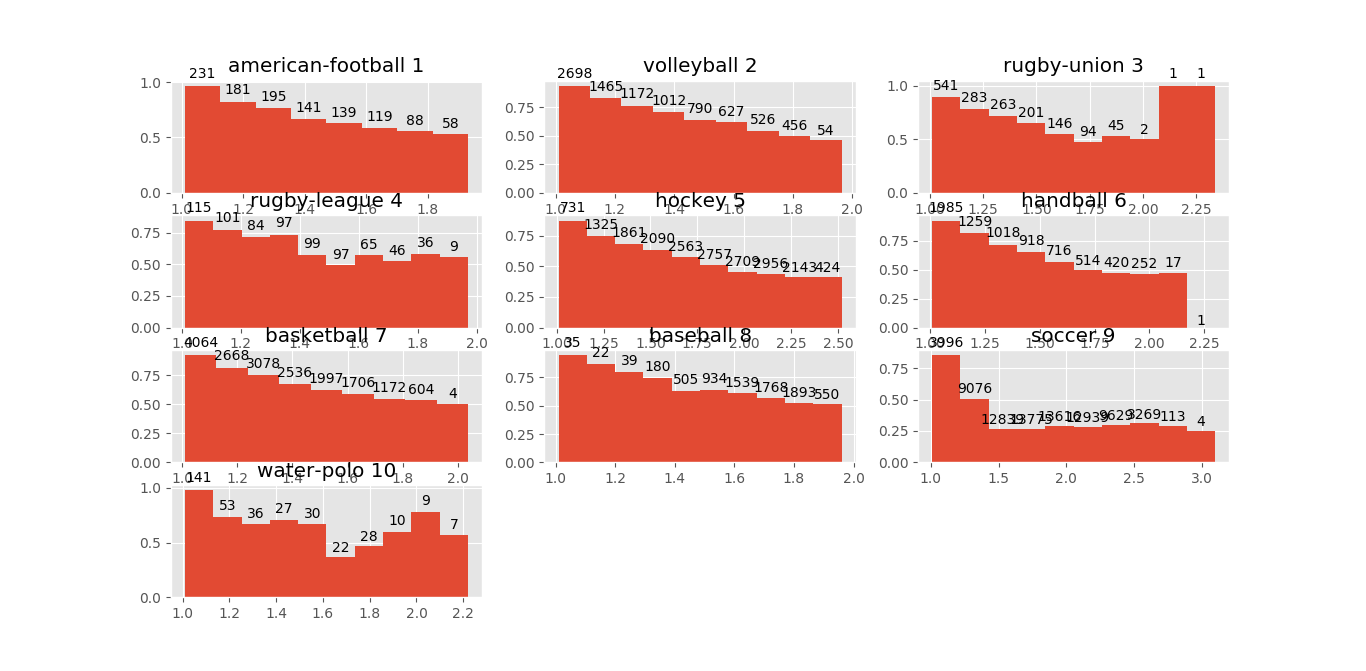 american-football 1
231 181 195 141 139 119 88 58
1.0 0.5 0.0
1.0 1.2 1.4 1.6 1.8
volleyball 2
2698 1465 1172 1012 790 627 526 456 54
0.75 0.50 0.25 0.00
1.0 1.2 1.4 1.6 1.8 2.0
rugby-union 3
541 283 263 201 146 94 45 2 1 1
1.0 0.5 0.0
1.00 1.25 1.50 1.75 2.00 2.25
rugby-league 4
115 101 84 97 99 97 65 46 36 9
0.75 0.50 0.25 0.00
1.0 1.2 1.4 1.6 1.8 2.0
hockey 5
731 1325 1861 2090 2563 2757 2709 2956 2143 424
0.75 0.50 0.25 0.00
1.00 1.25 1.50 1.75 2.00 2.25 2.50
handball 6
1985 1259 1018 918 716 514 420 252 17 1
0.75 0.50 0.25 0.00
1.00 1.25 1.50 1.75 2.00 2.25
basketball 7
4064 2668 3078 2536 1997 1706 1172 604 4
0.75 0.50 0.25 0.00
1.0 1.2 1.4 1.6 1.8 2.0
baseball 8
35 22 39 180 505 934 1539 1768 1893 550
0.75 0.50 0.25 0.00
1.0 1.2 1.4 1.6 1.8 2.0
soccer 9
3996 9076 12839 13775 13616 12939 9629 3269 113 4
0.75 0.50 0.25 0.00
1.0 1.5 2.0 2.5 3.0
water-polo 10
141 53 36 27 30 22 28 10 9 7
1.0 0.5 0.0
1.0 1.2 1.4 1.6 1.8 2.0 2.2